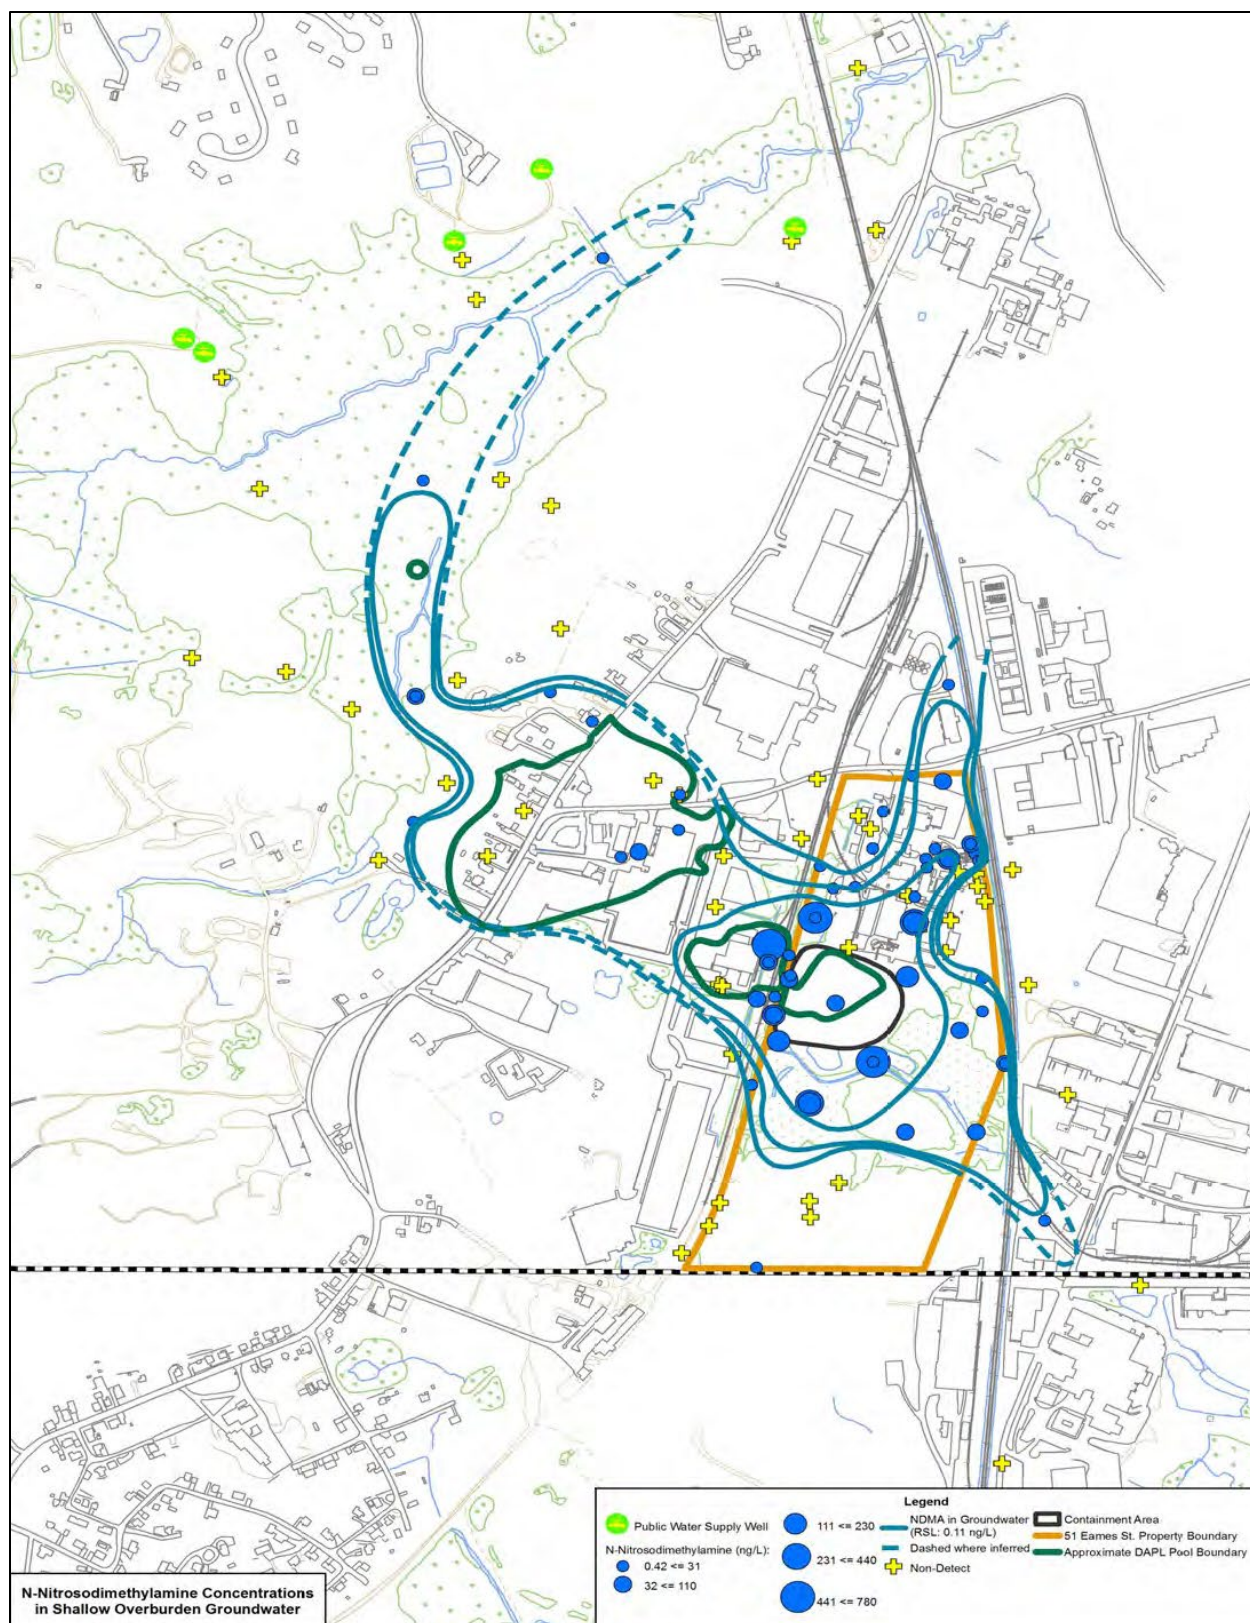 Legend
Public Water Supply Well
N-Nitrosodimethylamine (ng/L):
0.42 <= 31
32 <= 110
111 <= 230
231 <= 440
441 <= 780
NDMA in Groundwater
(RSL: 0.11 ng/L)
Dashed where inferred
Non-Detect
Containment Area
51 Eames St. Property Boundary
Approximate DAPL Pool Boundary
N-Nitrosodimethylamine Concentrations
in Shallow Overburden Groundwater